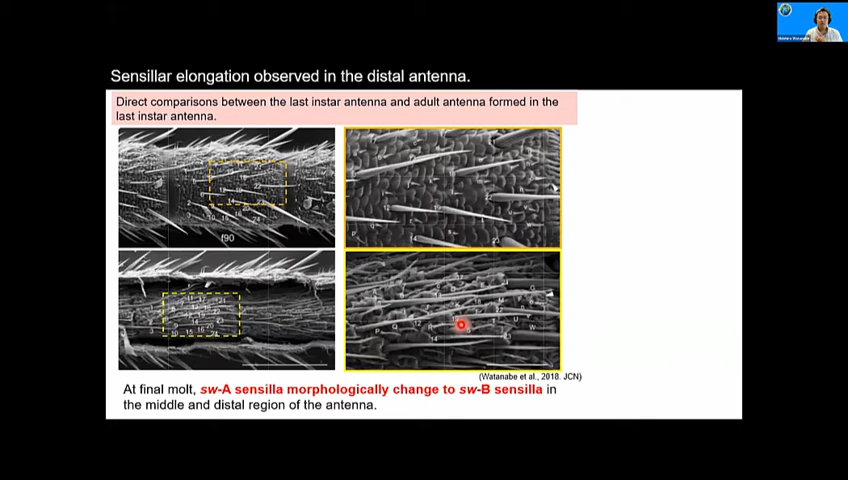 Sensillar elongation observed in the distal antenna.
Direct comparisons between the last instar antenna and adult antenna formed in the
last instar antenna.
f90
(Watanabe et al., 2018. JCN)
At final molt, sw-A sensilla morphologically change to sw-B sensilla in
the middle and distal region of the antenna.